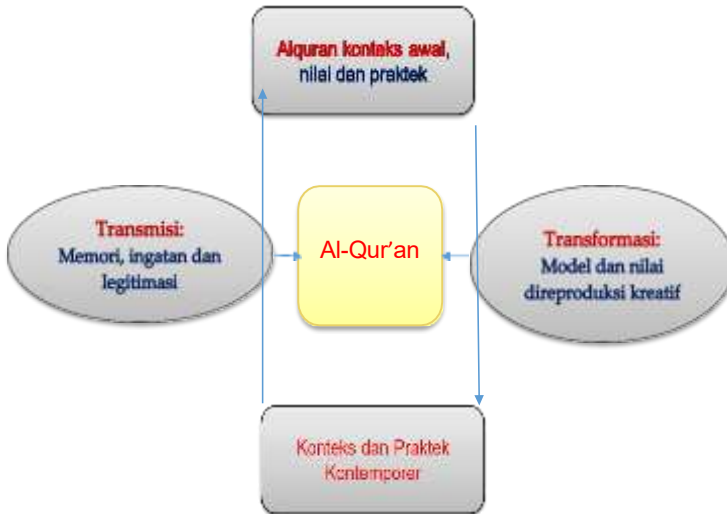 Alquran konteks awal,
nilai dan praktek
Transmisi:
Memori, ingatan dan
legitimasi
Al-Qur'an
Transformasi:
Model dan nilai
direproduksi kreatif
Konteks dan Praktek
Kontemporer